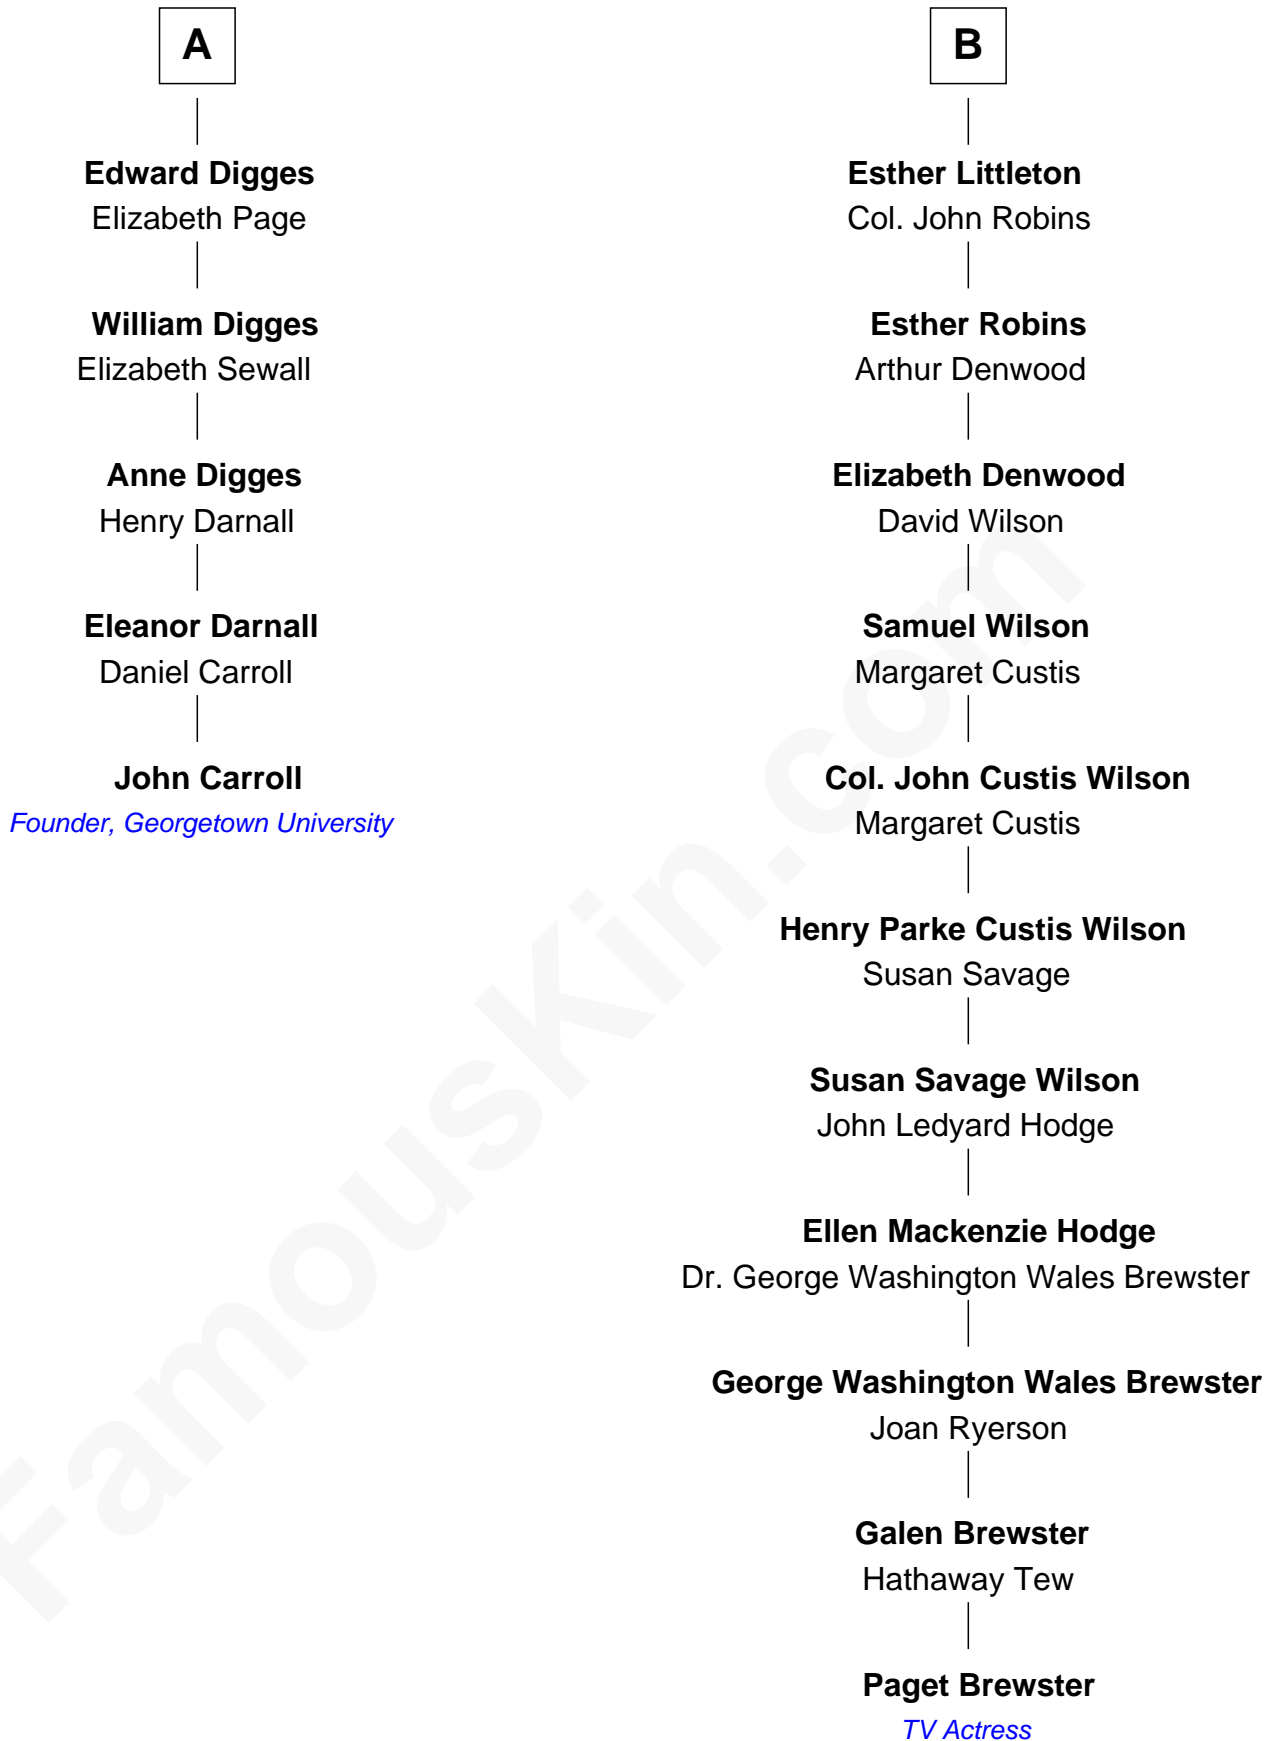 A
Edward Digges
Elizabeth Page
William Digges
Elizabeth Sewall
Anne Digges
Henry Darnall
Eleanor Darnall
Daniel Carroll
John Carroll
Founder, Georgetown University
B
Esther Littleton
Col. John Robins
Esther Robins
Arthur Denwood
Elizabeth Denwood
David Wilson
Samuel Wilson
Margaret Custis
Col. John Custis Wilson
Margaret Custis
Henry Parke Custis Wilson
Susan Savage
Susan Savage Wilson
John Ledyard Hodge
Ellen Mackenzie Hodge
Dr. George Washington Wales Brewster
George Washington Wales Brewster
Joan Ryerson
Galen Brewster
Hathaway Tew
Paget Brewster
TV Actress
FamousKin.com